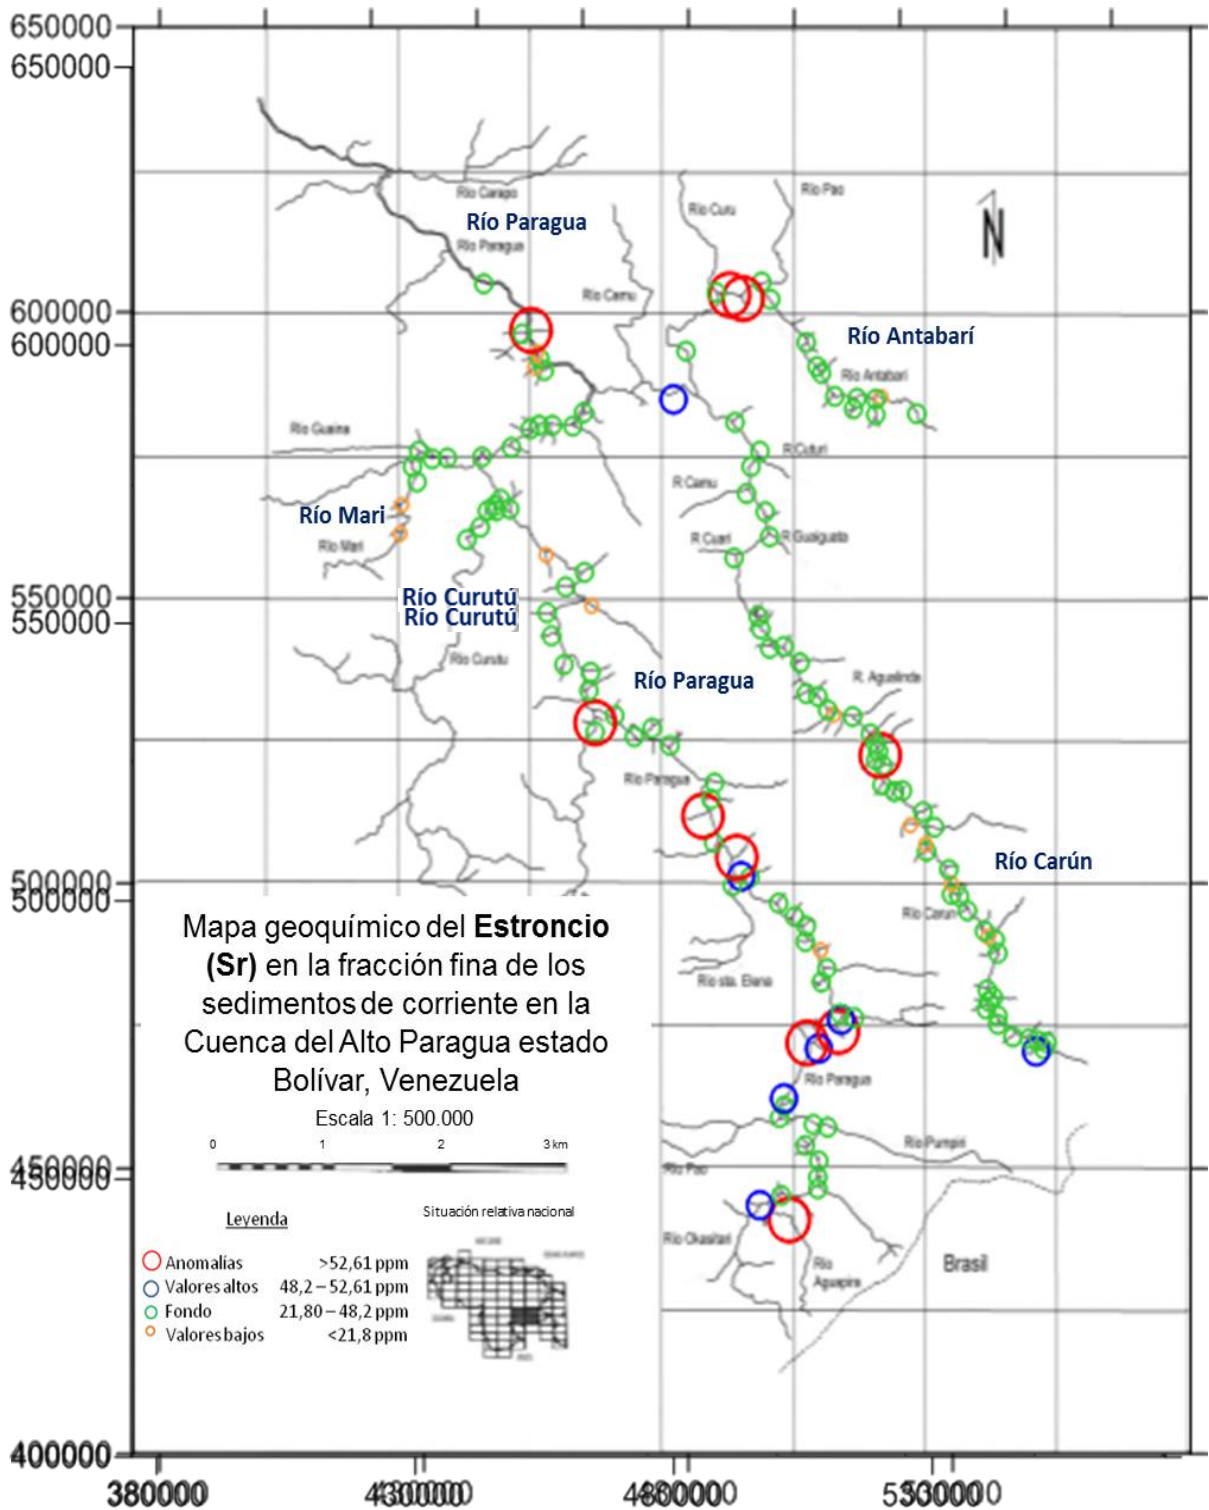 650000
650000
Río Carapo
Río Pao
Río Curu
Río Paragua
Río Paragua
Río Camu
N
600000
600000
Río Antabarí
Río Antabari
Río Guaina
R.Cuturi
R Camu
Río Mari
Río Mari
R Cuari
R Guaiguata
550000
550000
Río Curutú
Río Curutú
Río Curutu
Río Paragua
R. Aguelinda
Río Paragua
Río Carún
500000
500000
Río Carun
Mapa geoquímico del Estroncio
(Sr) en la fracción fina de los
sedimentos de corriente en la
Cuenca del Alto Paragua estado
Bolívar, Venezuela
Río sta. Elena
Río Paragua
Escala 1: 500.000
0 1 2 3 km
Río Pumpiri
Río Pao
450000
450000
Leyenda
Situación relativa nacional
Río Okasitari
Río
Aguapira
Brasil
Anomalías >52,61 ppm
Valores altos 48,2 – 52,61 ppm
Fondo 21,80 – 48,2 ppm
Valores bajos <21,8 ppm
400000
400000
380000 430000 480000 530000